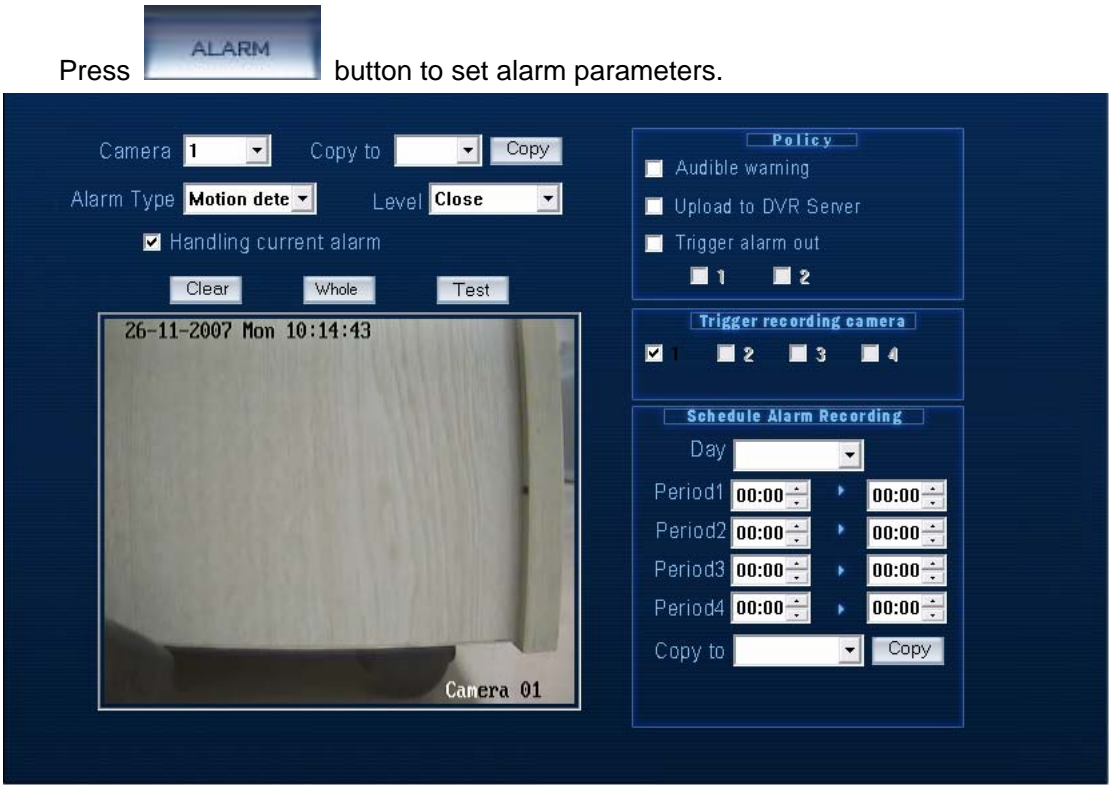 Press ALARM button to set alarm parameters.
Camera 1 Copy to Copy
Alarm Type Motion dete Level Close
Handling current alarm
Clear Whole Test
26-11-2007 Mon 10:14:43
Camera 01
Policy
Audible warning
Upload to DVR Server
Trigger alarm out
1 2
Trigger recording camera
1 2 3 4
Schedule Alarm Recording
Day
Period1 00:00 00:00
Period2 00:00 00:00
Period3 00:00 00:00
Period4 00:00 00:00
Copy to Copy